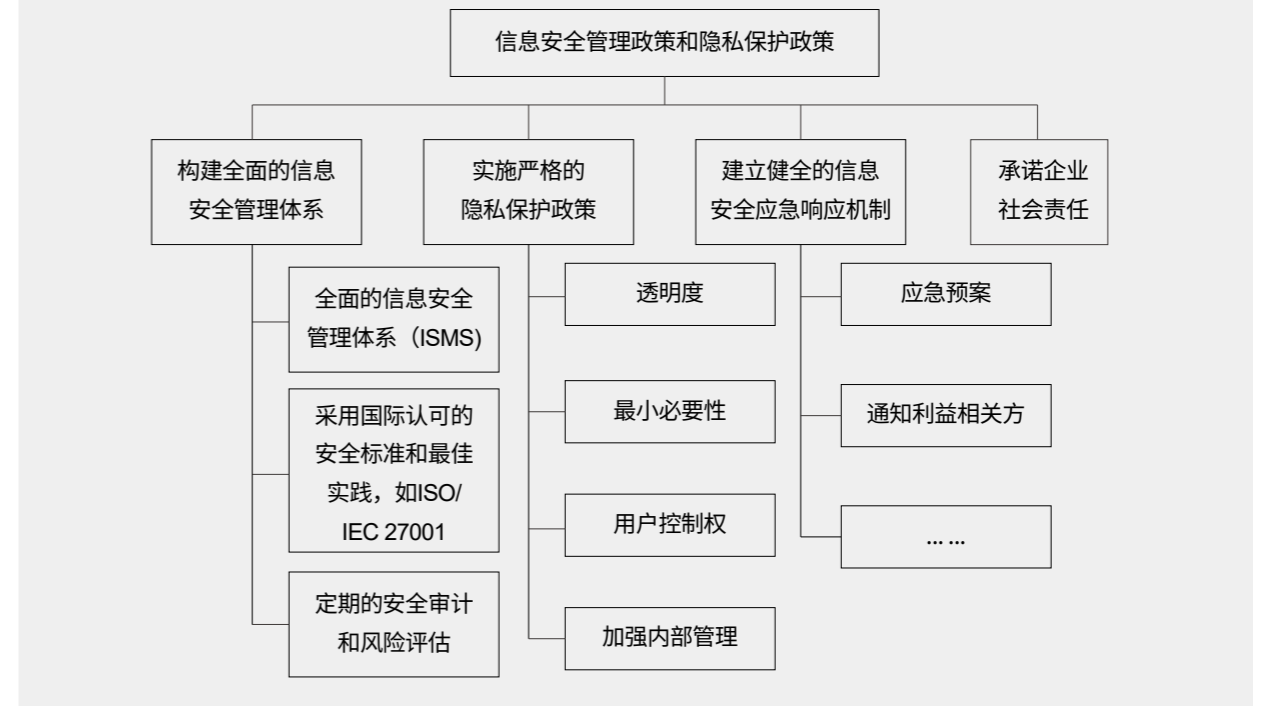 信息安全管理政策和隐私保护政策
构建全面的信息
安全管理体系
实施严格的
隐私保护政策
建立健全的信息
安全应急响应机制
承诺企业
社会责任
全面的信息安全
管理体系（ISMS)
采用国际认可的
安全标准和最佳
实践，如ISO/
IEC 27001
定期的安全审计
和风险评估
透明度
最小必要性
用户控制权
加强内部管理
应急预案
通知利益相关方
... ...